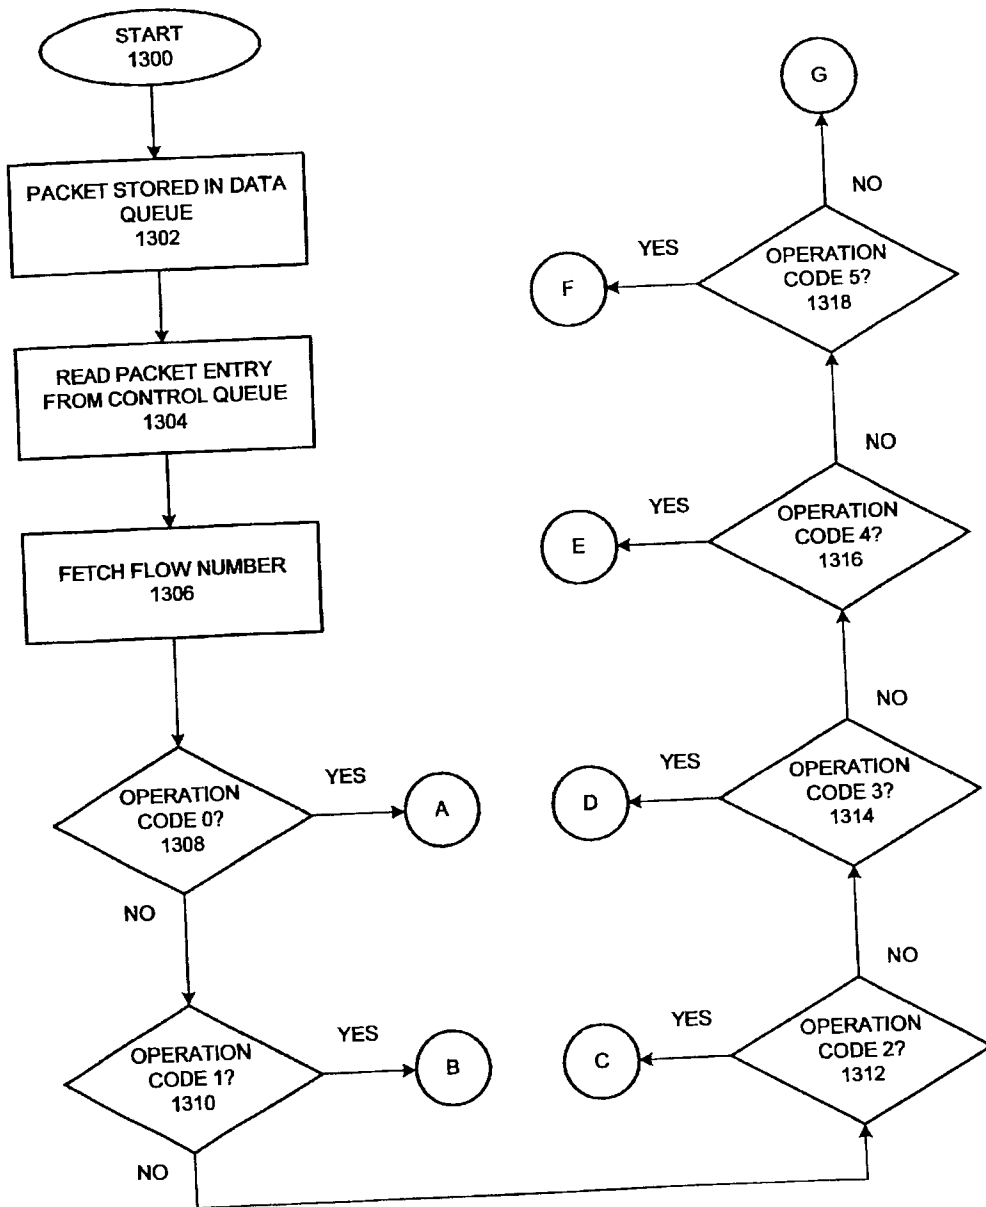 START
1300
PACKET STORED IN DATA
QUEUE
1302
READ PACKET ENTRY
FROM CONTROL QUEUE
1304
FETCH FLOW NUMBER
1306
OPERATION
CODE 0?
1308
YES
A
NO
OPERATION
CODE 1?
1310
YES
B
NO
OPERATION
CODE 2?
1312
YES
C
NO
OPERATION
CODE 3?
1314
YES
D
NO
OPERATION
CODE 4?
1316
YES
E
NO
OPERATION
CODE 5?
1318
YES
F
NO
G